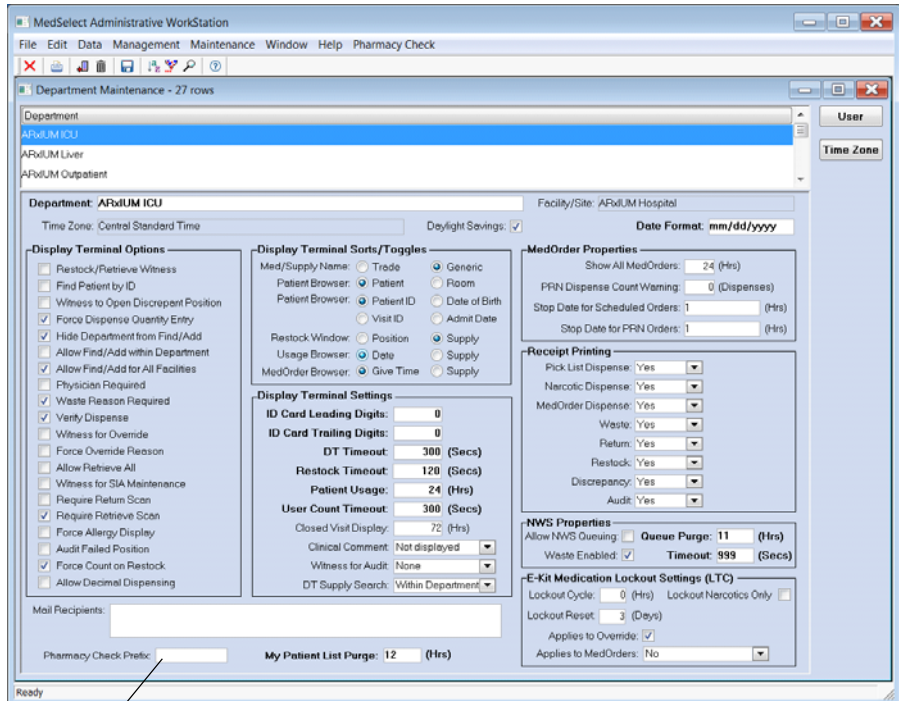 MedSelect Administrative WorkStation
File Edit Data Management Maintenance Window Help Pharmacy Check
Department Maintenance - 27 rows
Department
ARxIUM ICU
ARxIUM Liver
ARxIUM Outpatient
User
Time Zone
Department: ARxIUM ICU
Facility/Site: ARxIUM Hospital
Time Zone: Central Standard Time
Daylight Savings:
Date Format: mm/dd/yyyy
Display Terminal Options
Restock/Retrieve Witness
Find Patient by ID
Witness to Open Discrepant Position
Force Dispense Quantity Entry
Hide Department from Find/Add
Allow Find/Add within Department
Allow Find/Add for All Facilities
Physician Required
Waste Reason Required
Verify Dispense
Witness for Override
Force Override Reason
Allow Retrieve All
Witness for SIA Maintenance
Require Return Scan
Require Retrieve Scan
Force Allergy Display
Audit Failed Position
Force Count on Restock
Allow Decimal Dispensing
Display Terminal Sorts/Toggles
Med/Supply Name: Trade Generic
Patient Browser: Patient Room
Patient Browser: Patient ID Date of Birth
Visit ID Admit Date
Restock Window: Position Supply
Usage Browser: Date Supply
MedOrder Browser: Give Time Supply
Display Terminal Settings
ID Card Leading Digits: 0
ID Card Trailing Digits: 0
DT Timeout: 300 (Secs)
Restock Timeout: 120 (Secs)
Patient Usage: 24 (Hrs)
User Count Timeout: 300 (Secs)
Closed Visit Display: 72 (Hrs)
Clinical Comment: Not displayed
Witness for Audit: None
DT Supply Search: Within Department
MedOrder Properties
Show All MedOrders: 24 (Hrs)
PRN Dispense Count Warning: 0 (Dispenses)
Stop Date for Scheduled Orders: 1 (Hrs)
Stop Date for PRN Orders: 1 (Hrs)
Receipt Printing
Pick List Dispense: Yes
Narcotic Dispense: Yes
MedOrder Dispense: Yes
Waste: Yes
Return: Yes
Restock: Yes
Discrepancy: Yes
Audit: Yes
NWS Properties
Allow NWS Queuing: Queue Purge: 11 (Hrs)
Waste Enabled: Timeout: 999 (Secs)
E-Kit Medication Lockout Settings (LTC)
Lockout Cycle: 0 (Hrs) Lockout Narcotics Only
Lockout Reset: 3 (Days)
Applies to Override:
Applies to MedOrders: No
Mail Recipients:
Pharmacy Check Prefix:
My Patient List Purge: 12 (Hrs)
Ready